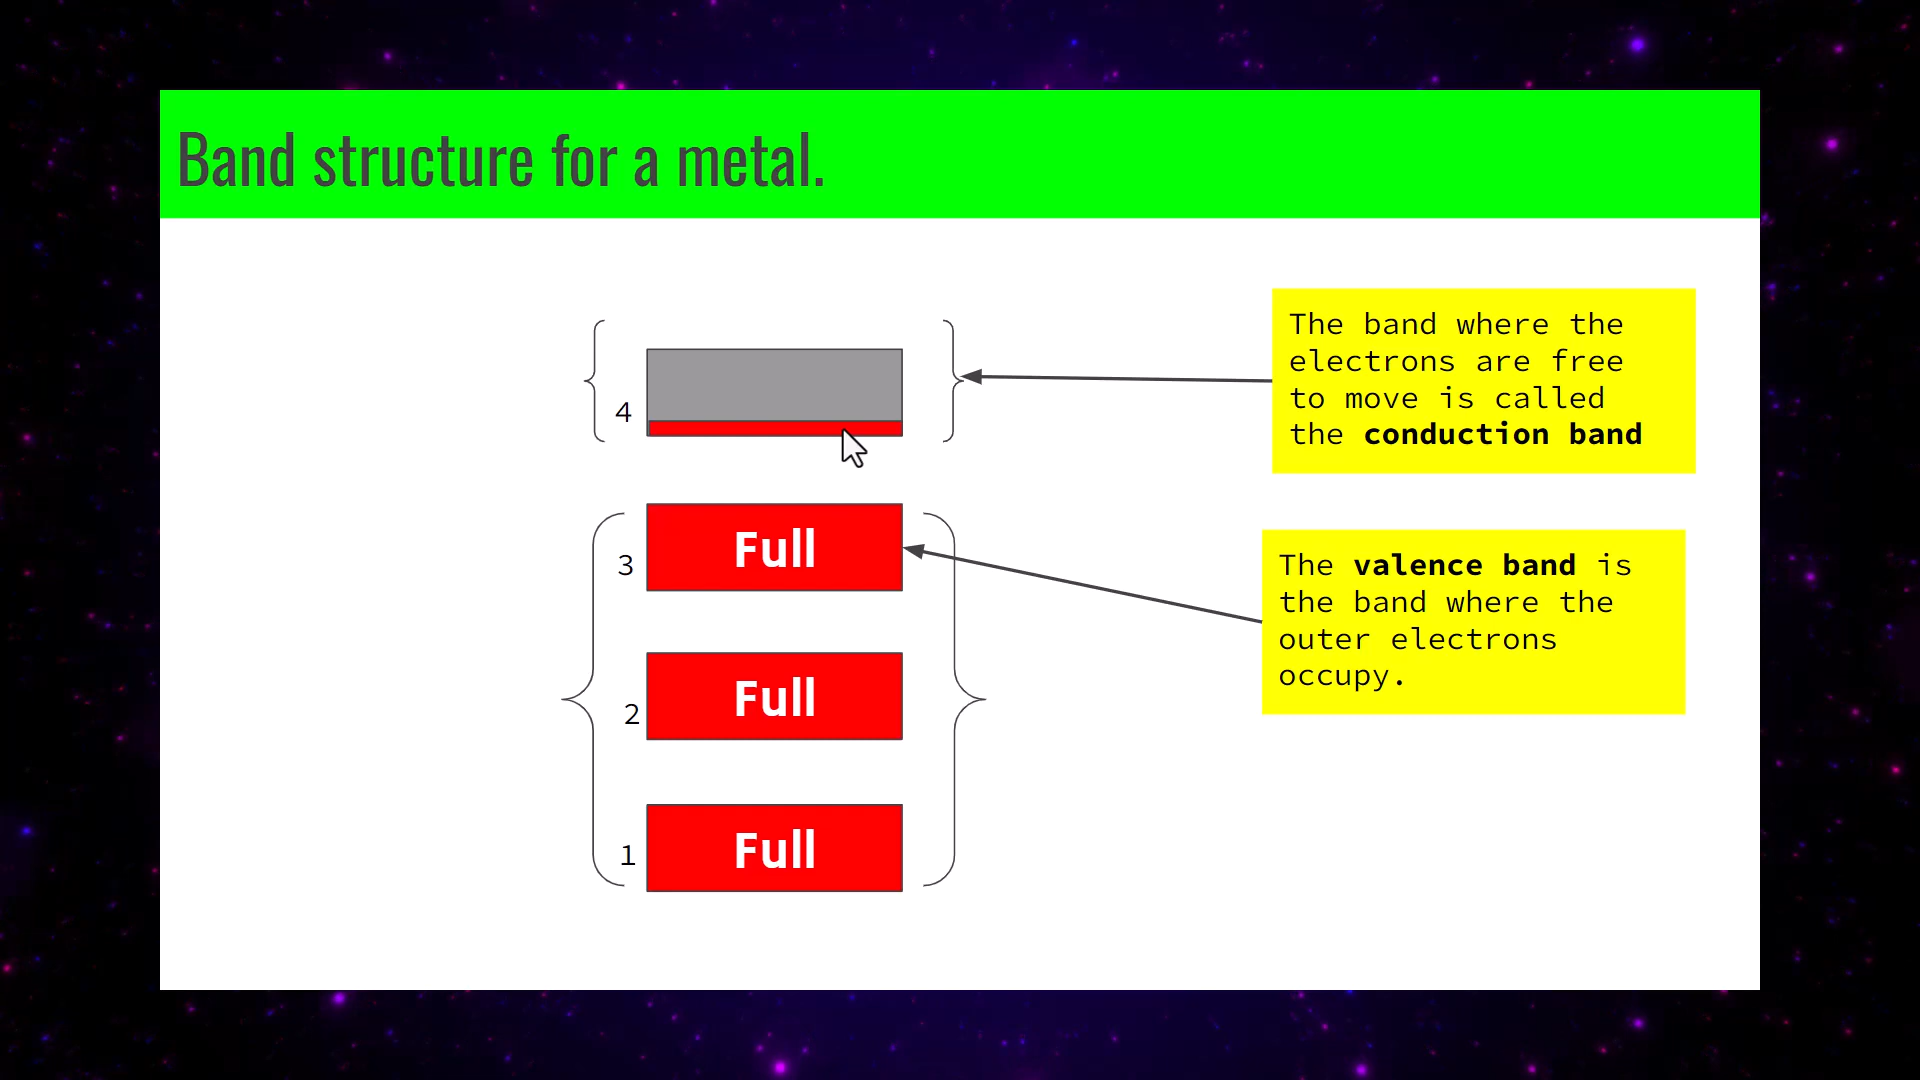 Band structure for a metal.
The band where the
electrons are free
to move is called
the conduction band
4
3
Full
The valence band is
the band where the
outer electrons
occupy.
2
Full
1
Full